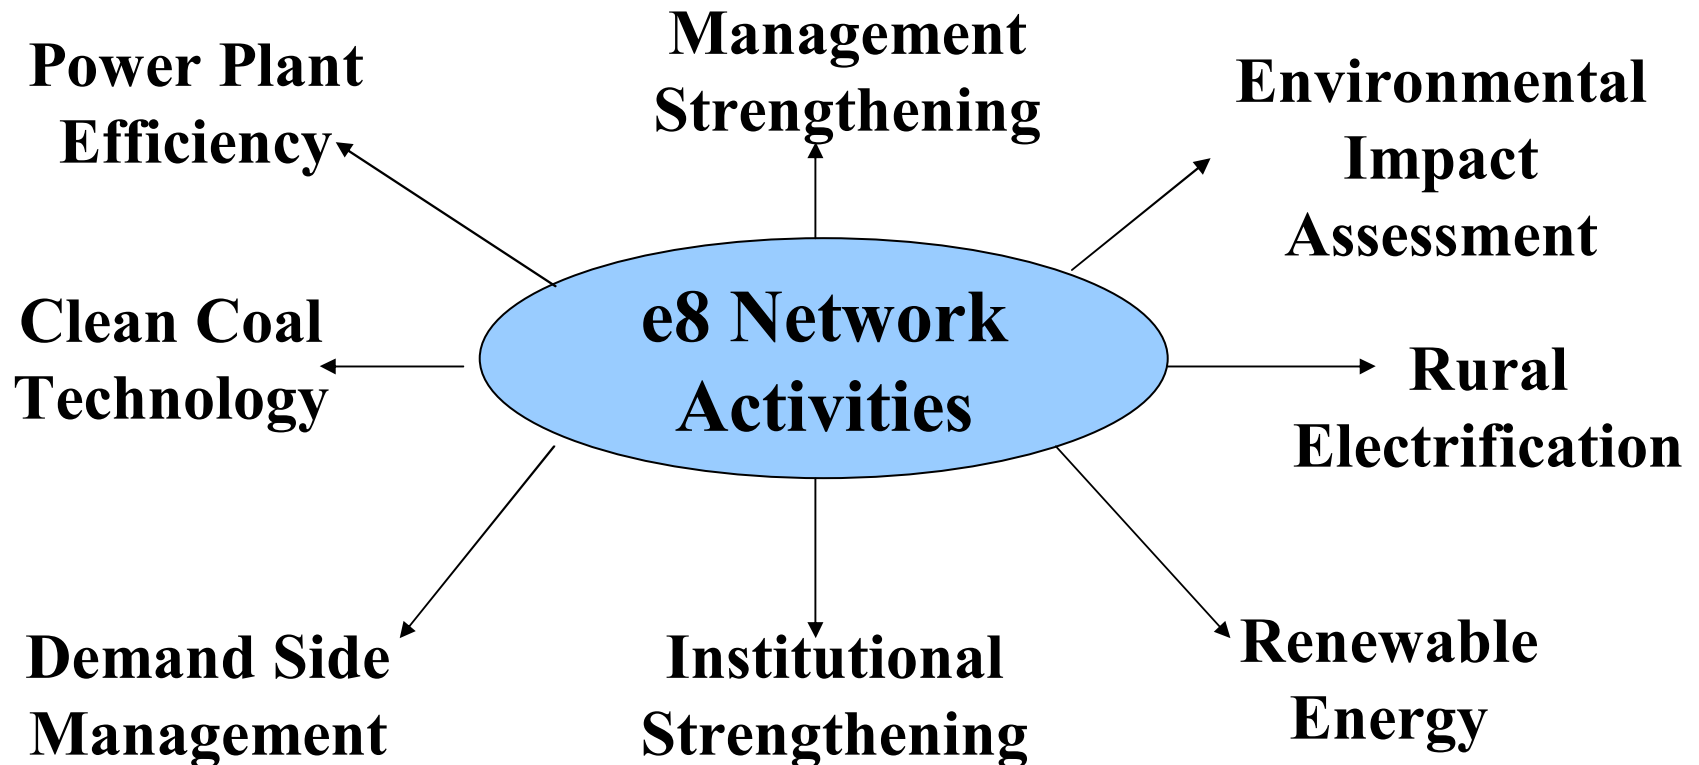 Power Plant
Efficiency
Management
Strengthening
Environmental
Impact
Assessment
Clean Coal
Technology
e8 Network
Activities
Rural
Electrification
Demand Side
Management
Institutional
Strengthening
Renewable
Energy